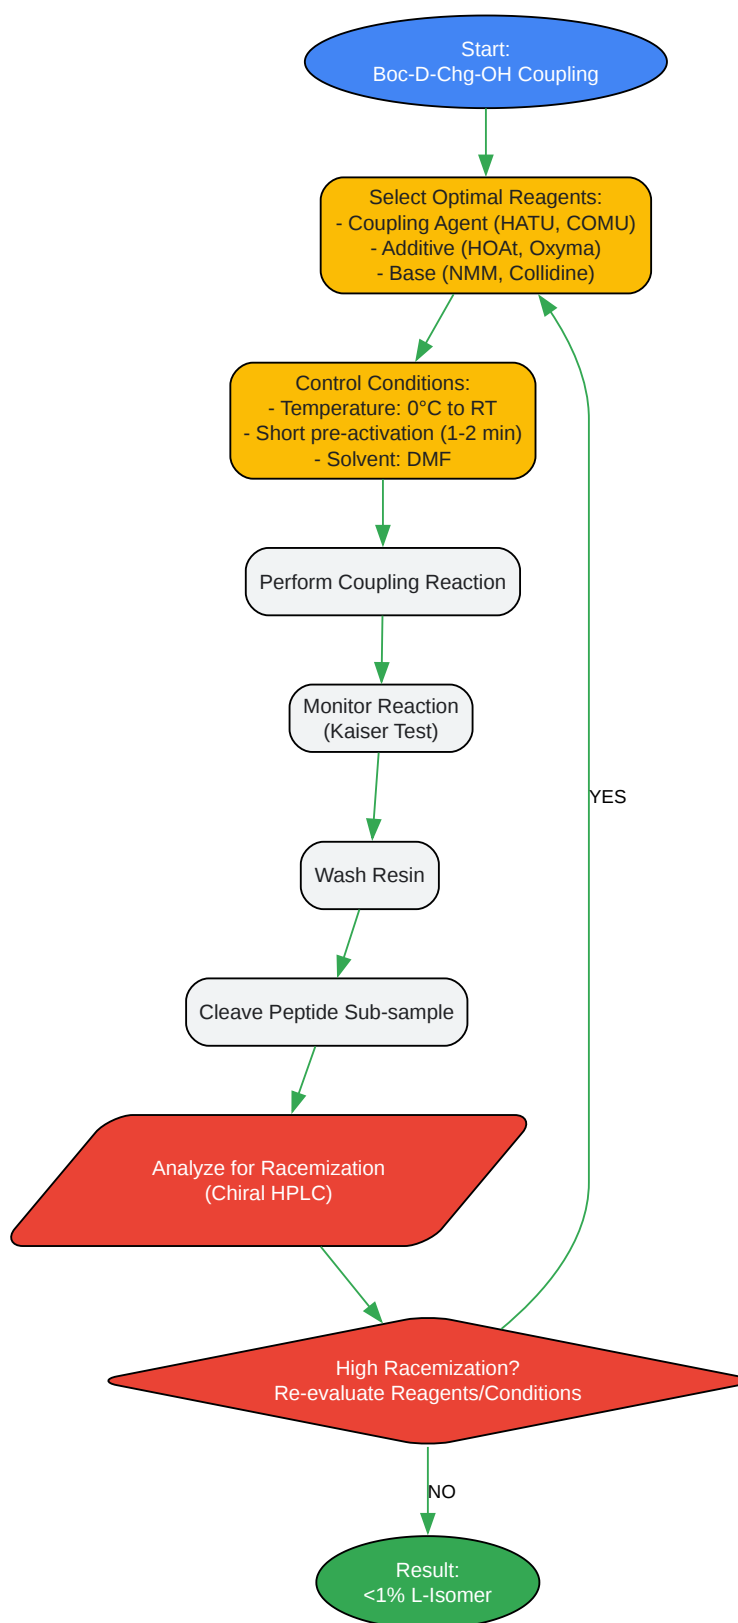 Start:
Boc-D-Chg-OH Coupling
Select Optimal Reagents:
- Coupling Agent (HATU, COMU)
- Additive (HOAt, Oxyma)
- Base (NMM, Collidine)
Control Conditions:
- Temperature: 0°C to RT
- Short pre-activation (1-2 min)
- Solvent: DMF
Perform Coupling Reaction
Monitor Reaction
(Kaiser Test)
YES
Wash Resin
Cleave Peptide Sub-sample
Analyze for Racemization
(Chiral HPLC)
High Racemization?
Re-evaluate Reagents/Conditions
NO
Result:
<1% L-Isomer